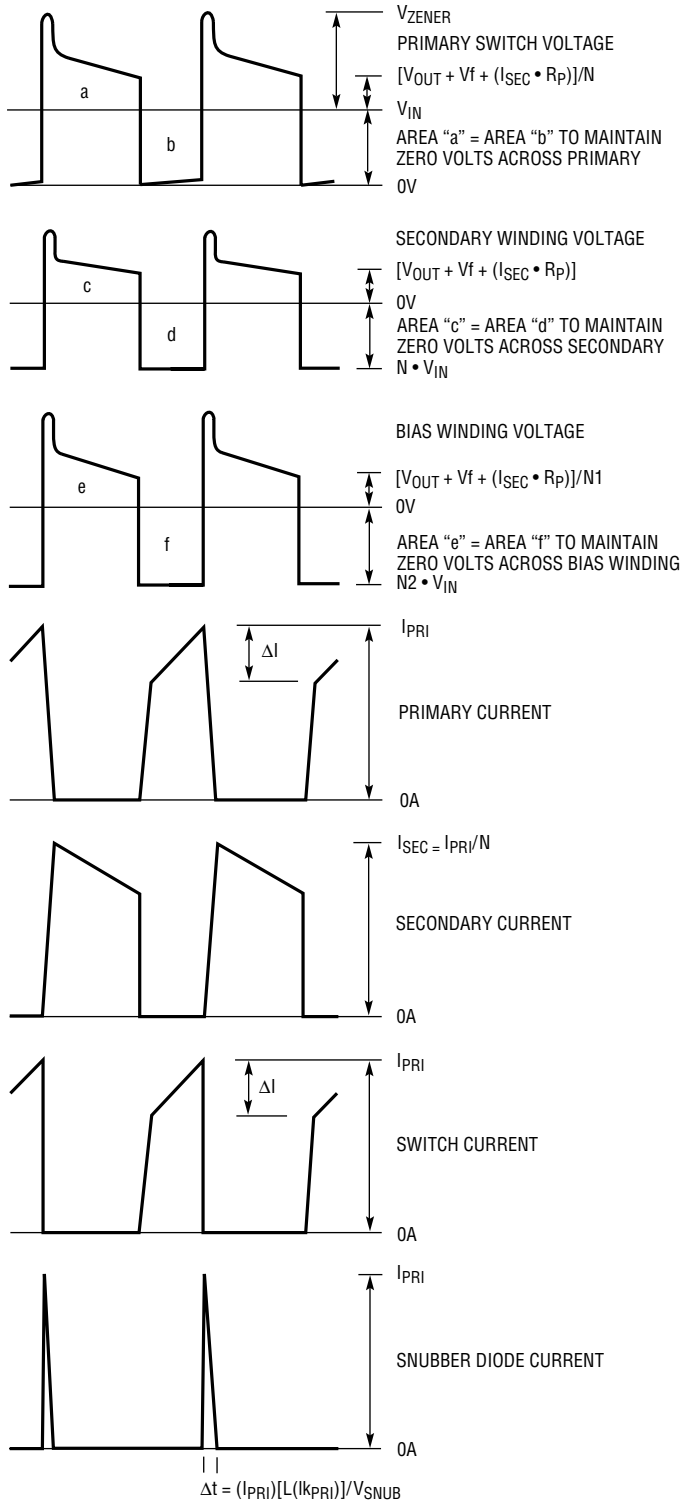 V_ZENER
PRIMARY SWITCH VOLTAGE
[V_OUT + Vf + (I_SEC • R_P)]/N
a
V_IN
b
AREA “a” = AREA “b” TO MAINTAIN
ZERO VOLTS ACROSS PRIMARY
0V
SECONDARY WINDING VOLTAGE
[V_OUT + Vf + (I_SEC • R_P)]
c
0V
d
AREA “c” = AREA “d” TO MAINTAIN
ZERO VOLTS ACROSS SECONDARY
N • V_IN
BIAS WINDING VOLTAGE
[V_OUT + Vf + (I_SEC • R_P)]/N1
e
0V
f
AREA “e” = AREA “f” TO MAINTAIN
ZERO VOLTS ACROSS BIAS WINDING
N2 • V_IN
I_PRI
ΔI
PRIMARY CURRENT
0A
I_SEC = I_PRI/N
SECONDARY CURRENT
0A
I_PRI
ΔI
SWITCH CURRENT
0A
I_PRI
SNUBBER DIODE CURRENT
0A
Δt = (I_PRI)[L(lk_PRI)]/V_SNUB